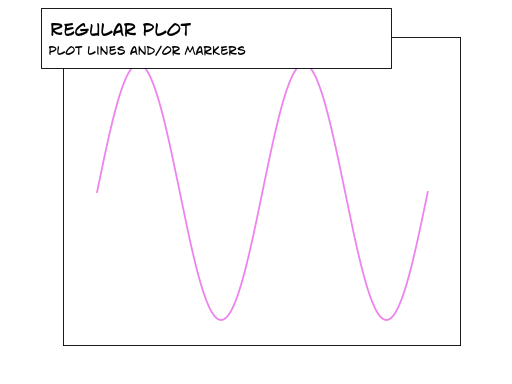 REGULAR PLOT
PLOT LINES AND/OR MARKERS